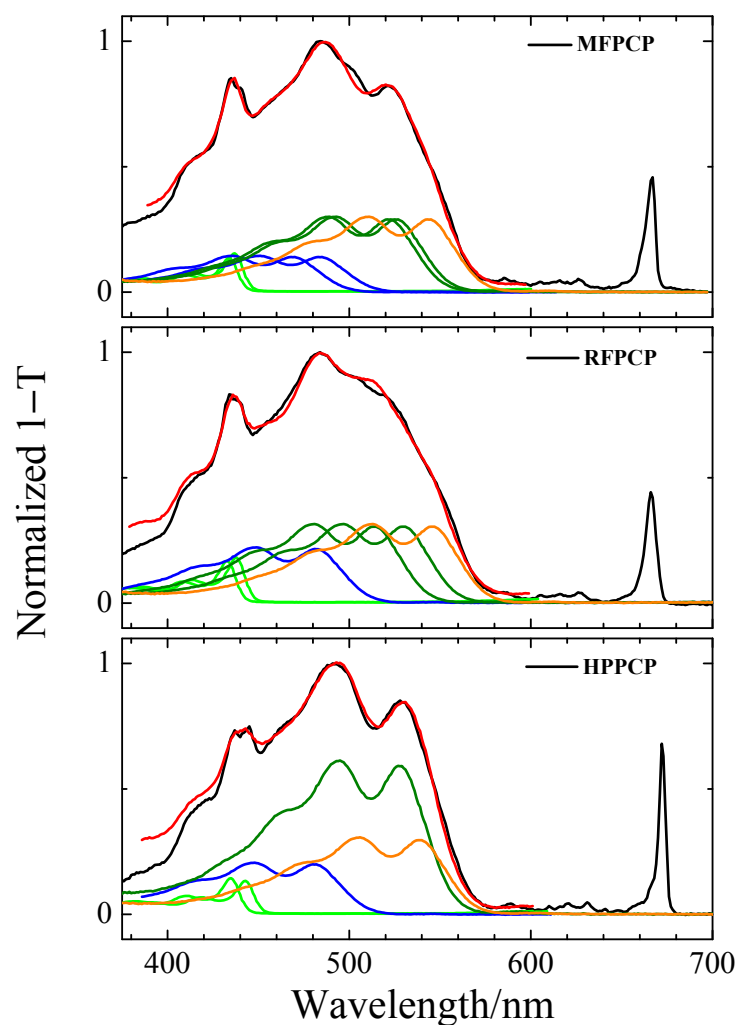 1
MFPCP
0
1
RFPCP
0
1
HPPCP
0
Normalized 1−T
400 500 600 700
Wavelength/nm